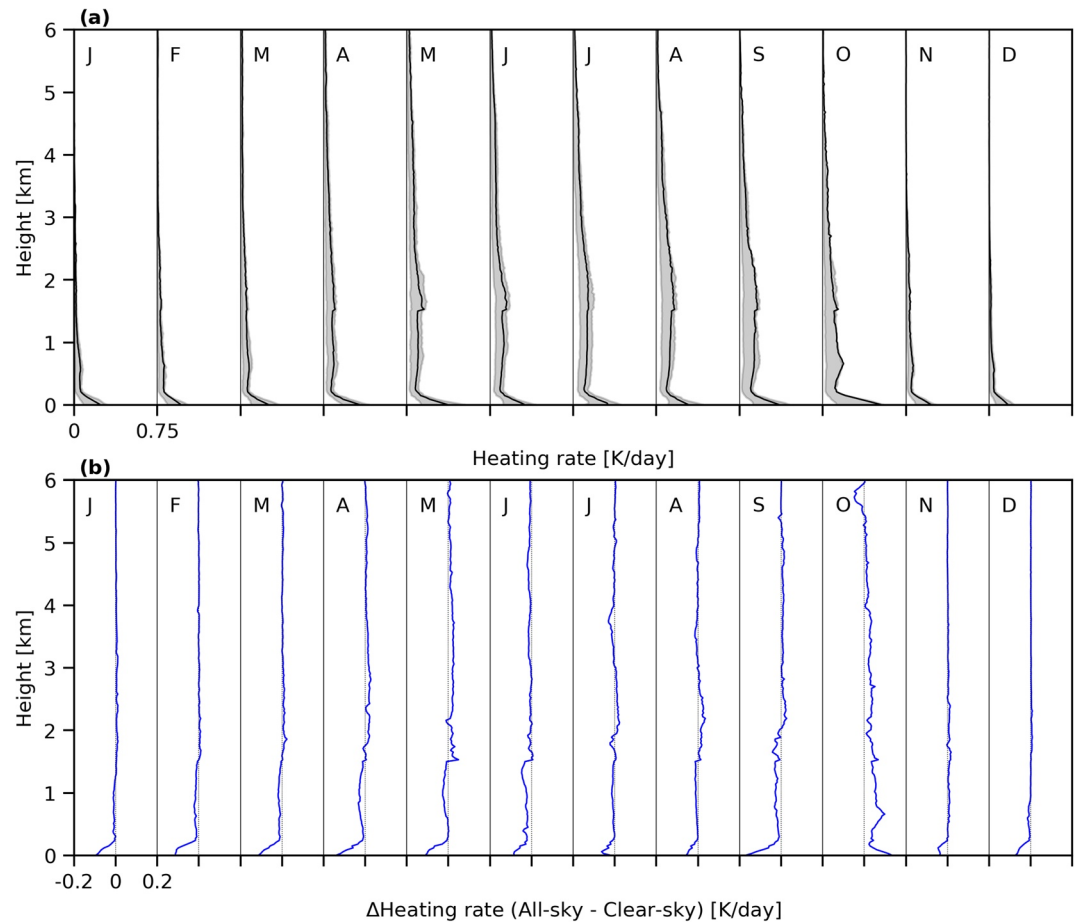 (a)
J F M A M J J A S O N D
6
5
4
3
2
1
0
Height [km]
0 0.75
Heating rate [K/day]
(b)
J F M A M J J A S O N D
6
5
4
3
2
1
0
Height [km]
-0.2 0 0.2
ΔHeating rate (All-sky - Clear-sky) [K/day]